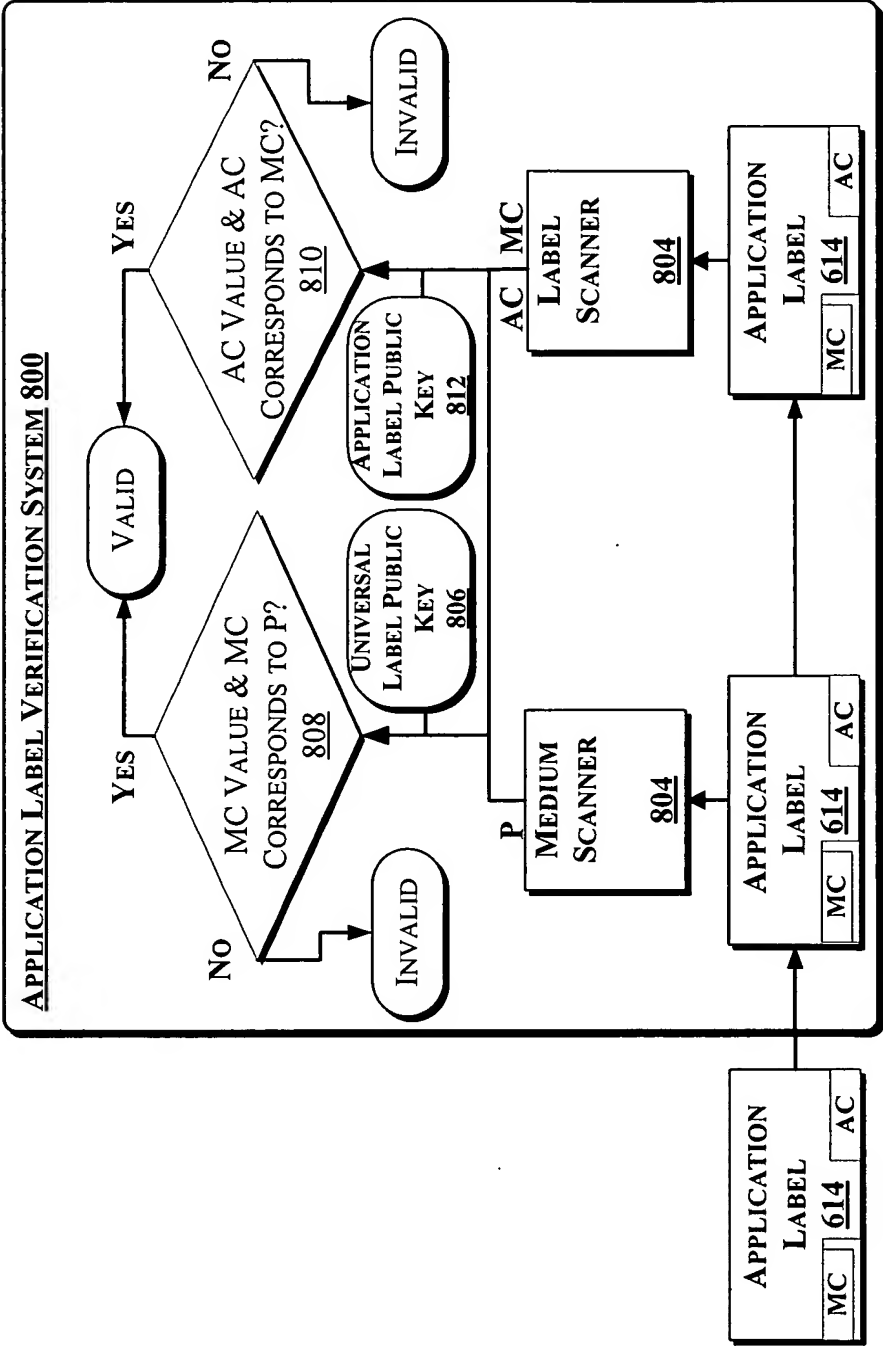 APPLICATION LABEL VERIFICATION SYSTEM 800
VALID
YES
YES
NO
MC VALUE & MC
CORRESPONDS TO P?
808
AC VALUE & AC
CORRESPONDS TO MC?
810
NO
INVALID
UNIVERSAL
LABEL PUBLIC
KEY
806
APPLICATION
LABEL PUBLIC
KEY
812
INVALID
P
MEDIUM
SCANNER
804
AC MC
LABEL
SCANNER
804
APPLICATION
LABEL
614
MC
AC
APPLICATION
LABEL
614
MC
AC
APPLICATION
LABEL
614
MC
AC